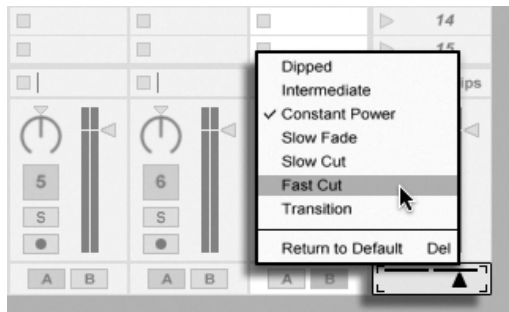 14
15
ips
Dipped
Intermediate
✓ Constant Power
Slow Fade
Slow Cut
Fast Cut
Transition
Return to Default Del
5 6
S S
A B A B A B